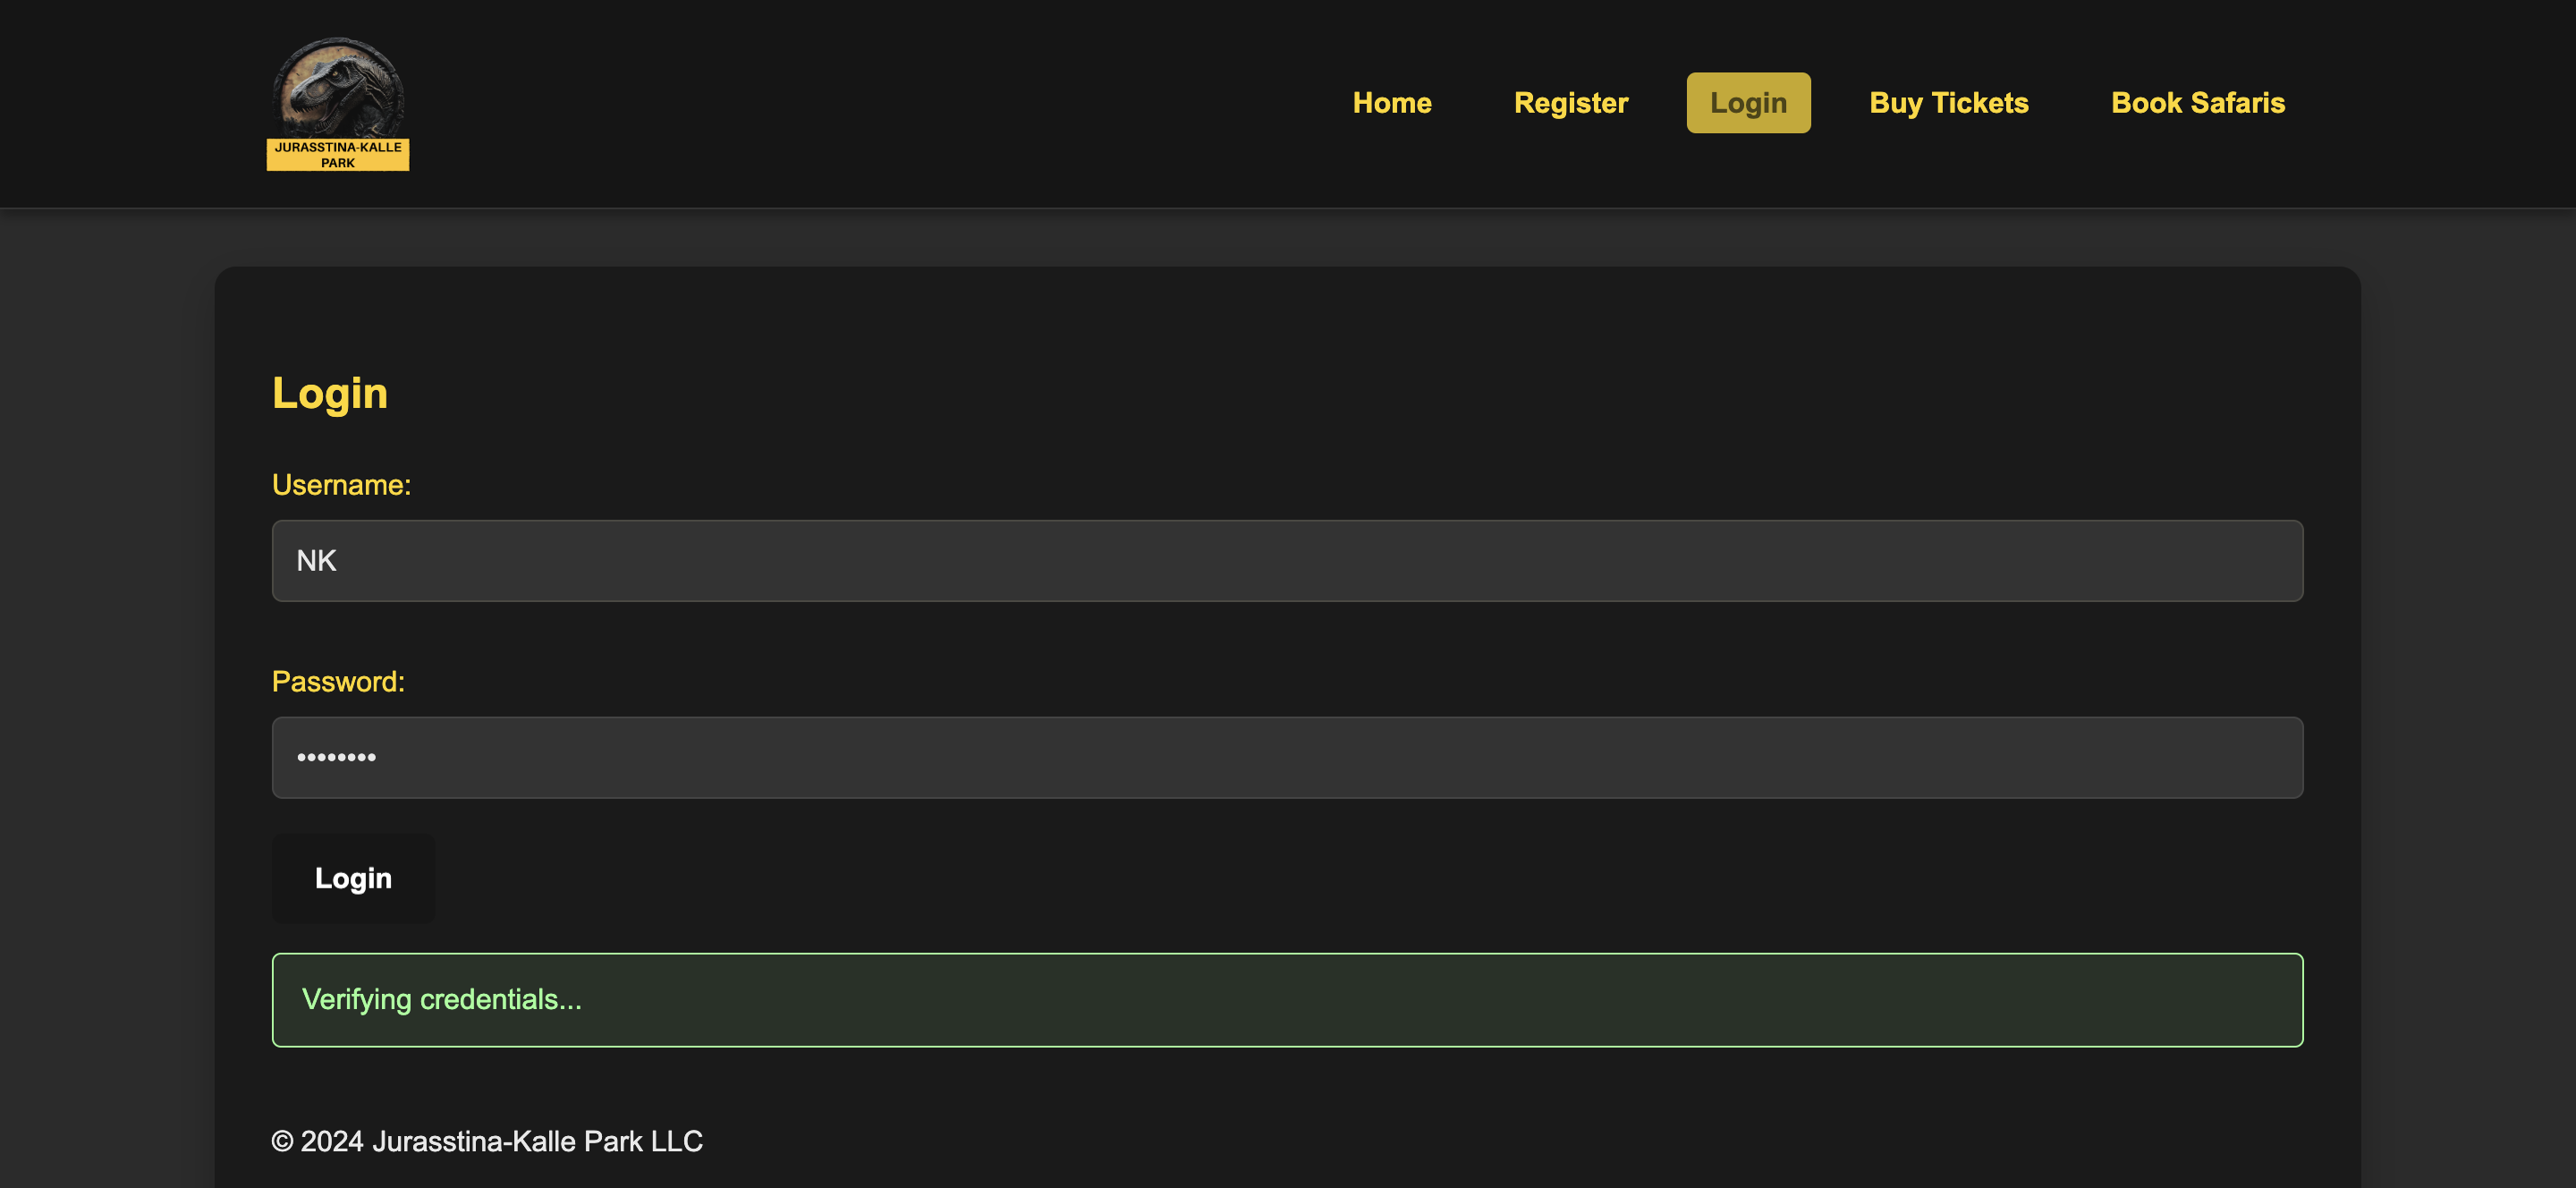 JURASSTINA-KALLE
PARK
Home
Register
Login
Buy Tickets
Book Safaris
Login
Username:
NK
Password:
••••••••
Login
Verifying credentials...
© 2024 Jurasstina-Kalle Park LLC